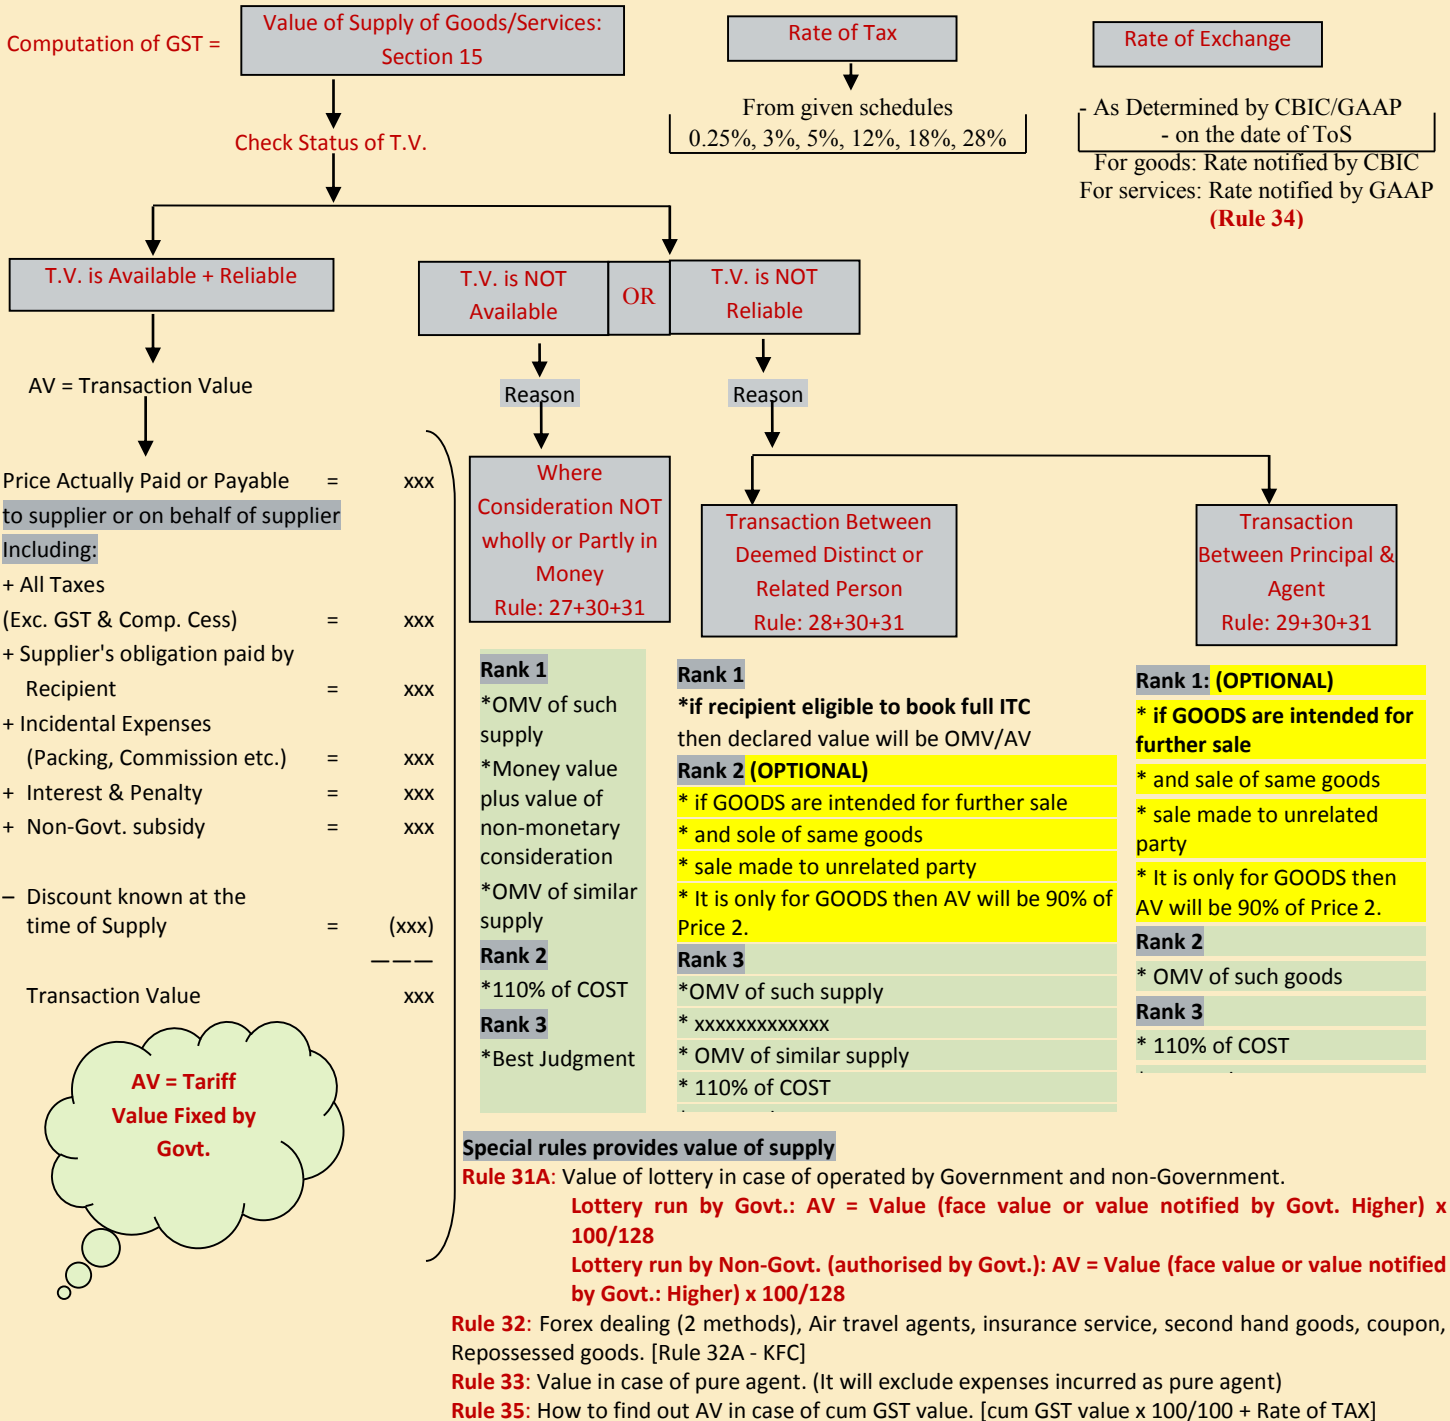 Computation of GST =
Value of Supply of Goods/Services:
Section 15
Rate of Tax
Rate of Exchange
From given schedules
0.25%, 3%, 5%, 12%, 18%, 28%
- As Determined by CBIC/GAAP
- on the date of ToS
For goods: Rate notified by CBIC
For services: Rate notified by GAAP
(Rule 34)
Check Status of T.V.
T.V. is Available + Reliable
T.V. is NOT
Available
OR
T.V. is NOT
Reliable
AV = Transaction Value
Reason
Reason
Price Actually Paid or Payable = xxx
to supplier or on behalf of supplier
Including:
+ All Taxes
(Exc. GST & Comp. Cess) = xxx
+ Supplier's obligation paid by
Recipient = xxx
+ Incidental Expenses
(Packing, Commission etc.) = xxx
+ Interest & Penalty = xxx
+ Non-Govt. subsidy = xxx
– Discount known at the
time of Supply = (xxx)
———
Transaction Value xxx
AV = Tariff
Value Fixed by
Govt.
Where
Consideration NOT
wholly or Partly in
Money
Rule: 27+30+31
Rank 1
*OMV of such
supply
*Money value
plus value of
non-monetary
consideration
*OMV of similar
supply
Rank 2
*110% of COST
Rank 3
*Best Judgment
Transaction Between
Deemed Distinct or
Related Person
Rule: 28+30+31
Rank 1
*if recipient eligible to book full ITC
then declared value will be OMV/AV
Rank 2 (OPTIONAL)
* if GOODS are intended for further sale
* and sole of same goods
* sale made to unrelated party
* It is only for GOODS then AV will be 90% of
Price 2.
Rank 3
*OMV of such supply
* xxxxxxxxxxxxx
* OMV of similar supply
* 110% of COST
Transaction
Between Principal &
Agent
Rule: 29+30+31
Rank 1: (OPTIONAL)
* if GOODS are intended for
further sale
* and sale of same goods
* sale made to unrelated
party
* It is only for GOODS then
AV will be 90% of Price 2.
Rank 2
* OMV of such goods
Rank 3
* 110% of COST
Special rules provides value of supply
Rule 31A: Value of lottery in case of operated by Government and non-Government.
Lottery run by Govt.: AV = Value (face value or value notified by Govt. Higher) x
100/128
Lottery run by Non-Govt. (authorised by Govt.): AV = Value (face value or value notified
by Govt.: Higher) x 100/128
Rule 32: Forex dealing (2 methods), Air travel agents, insurance service, second hand goods, coupon,
Repossessed goods. [Rule 32A - KFC]
Rule 33: Value in case of pure agent. (It will exclude expenses incurred as pure agent)
Rule 35: How to find out AV in case of cum GST value. [cum GST value x 100/100 + Rate of TAX]